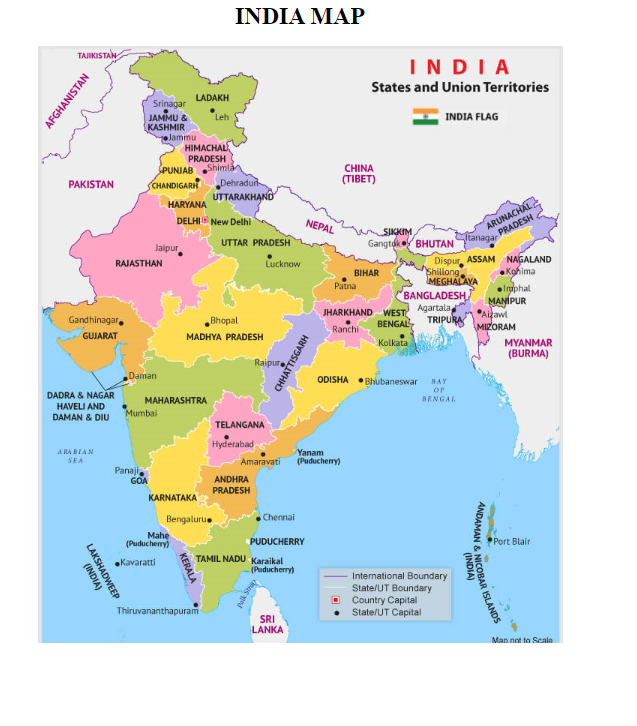 INDIA MAP
TAJIKISTAN
INDIA
States and Union Territories
INDIA FLAG
AFGHANISTAN
LADAKH
Srinagar
Leh
JAMMU &
KASHMIR
Jammu
HIMACHAL
PRADESH
Shimla
PUNJAB
CHANDIGARH
Dehradun
UTTARAKHAND
CHINA
(TIBET)
PAKISTAN
HARYANA
DELHI
New Delhi
NEPAL
SIKKIM
Gangtok
BHUTAN
ARUNACHAL
PRADESH
Itanagar
Jaipur
RAJASTHAN
UTTAR PRADESH
Lucknow
BIHAR
Patna
Dispur
ASSAM
NAGALAND
Shillong
Kohima
MEGHALAYA
Imphal
MANIPUR
BANGLADESH
Agartala
TRIPURA
Aizawl
MIZORAM
MYANMAR
(BURMA)
Gandhinagar
GUJARAT
Bhopal
MADHYA PRADESH
JHARKHAND
Ranchi
WEST
BENGAL
Kolkata
Raipur
CHHATTISGARH
Daman
DADRA & NAGAR
HAVELI AND
DAMAN & DIU
ODISHA
Bhubaneswar
BAY
OF
BENGAL
MAHARASHTRA
Mumbai
TELANGANA
Hyderabad
ARABIAN
SEA
Amaravati
Yanam
(Puducherry)
Panaji
GOA
ANDHRA
PRADESH
KARNATAKA
Bengaluru
Chennai
Mahe
(Puducherry)
PUDUCHERRY
LAKSHADWEEP
(INDIA)
Kavaratti
KERALA
TAMIL NADU
Karaikal
(Puducherry)
Thiruvananthapuram
Palk Strait
SRI
LANKA
ANDAMAN & NICOBAR ISLANDS
(INDIA)
Port Blair
International Boundary
State/UT Boundary
Country Capital
State/UT Capital
Map not to Scale